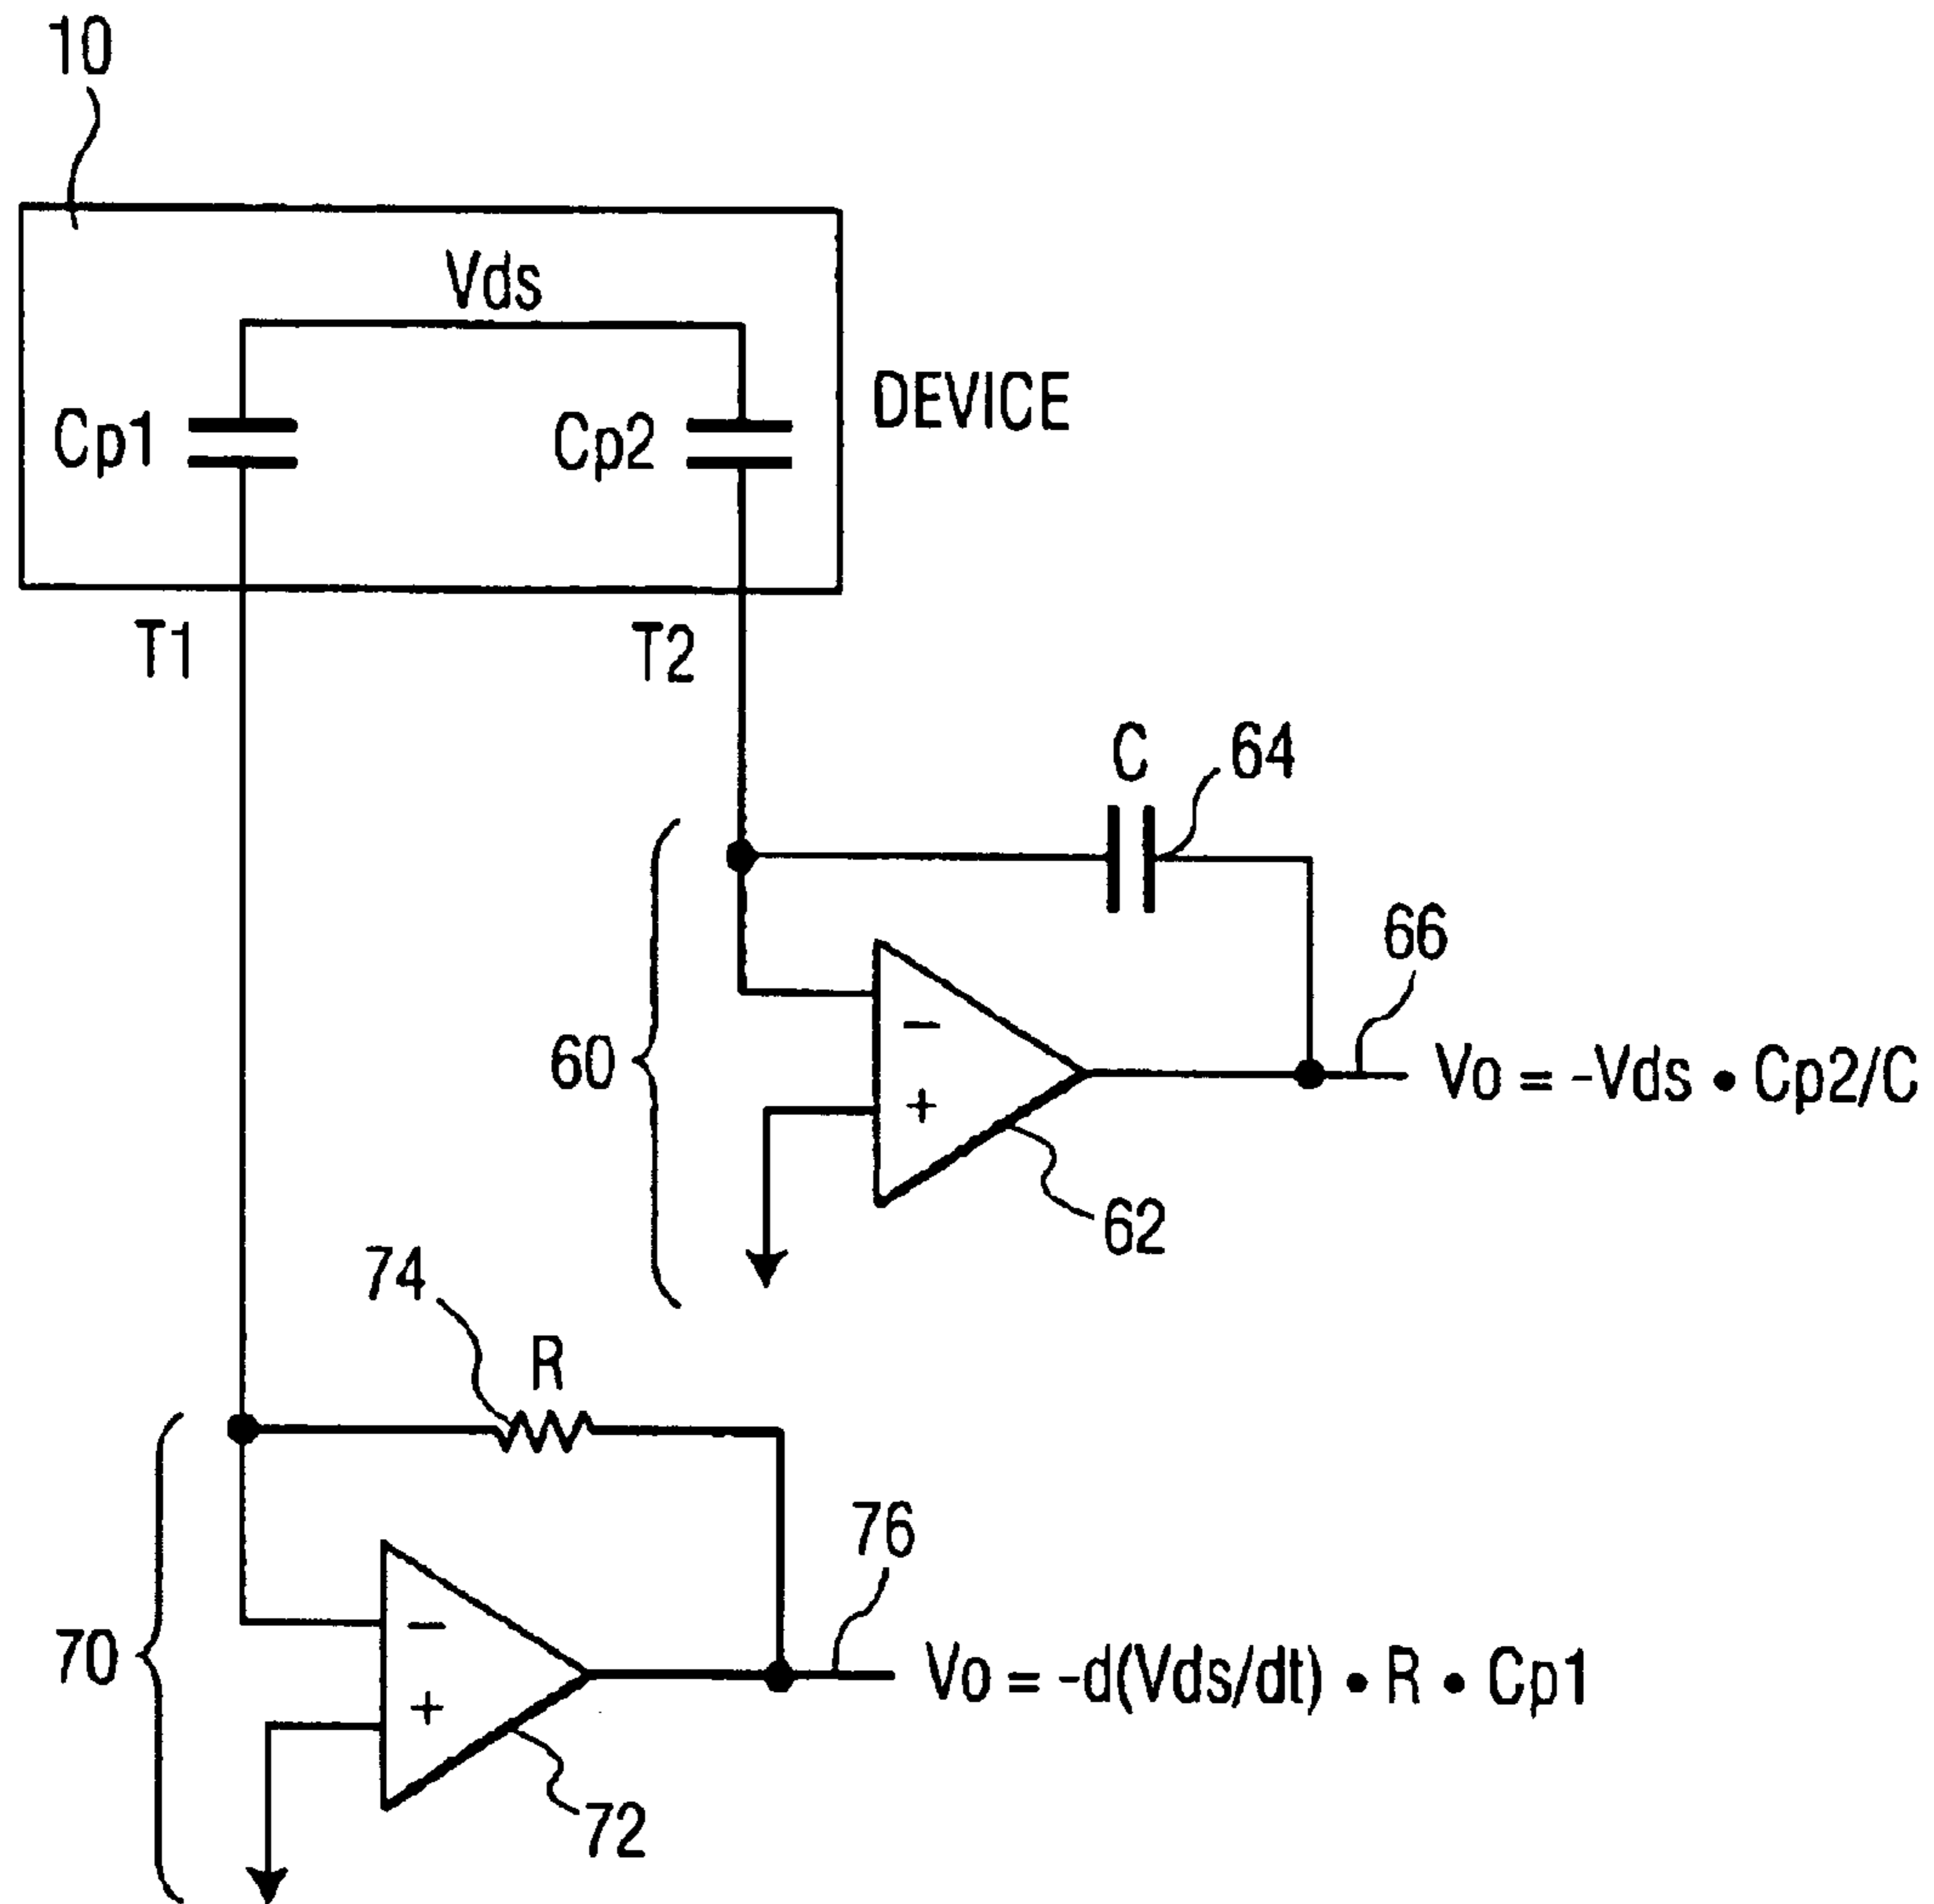 10
Vds
Cp1
Cp2
DEVICE
T1
T2
C
64
66
60
−
+
Vo = -Vds • Cp2/C
62
74
R
76
70
−
+
Vo = -d(Vds/dt) • R • Cp1
72